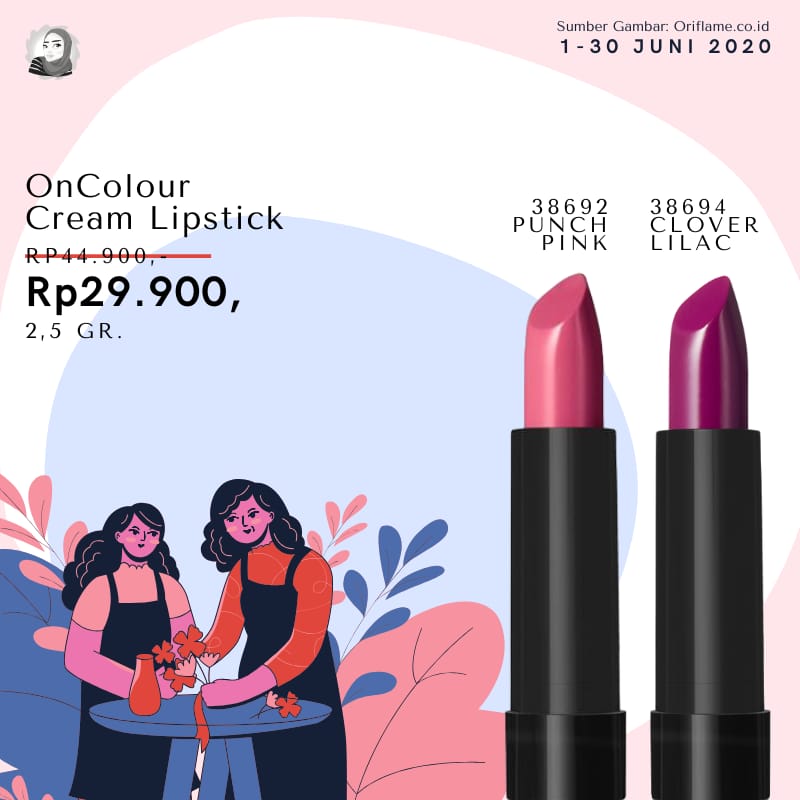 Sumber Gambar: Oriflame.co.id
1-30 JUNI 2020
OnColour
Cream Lipstick
RP44.900,-
Rp29.900,
2,5 GR.
38692
PUNCH
PINK
38694
CLOVER
LILAC